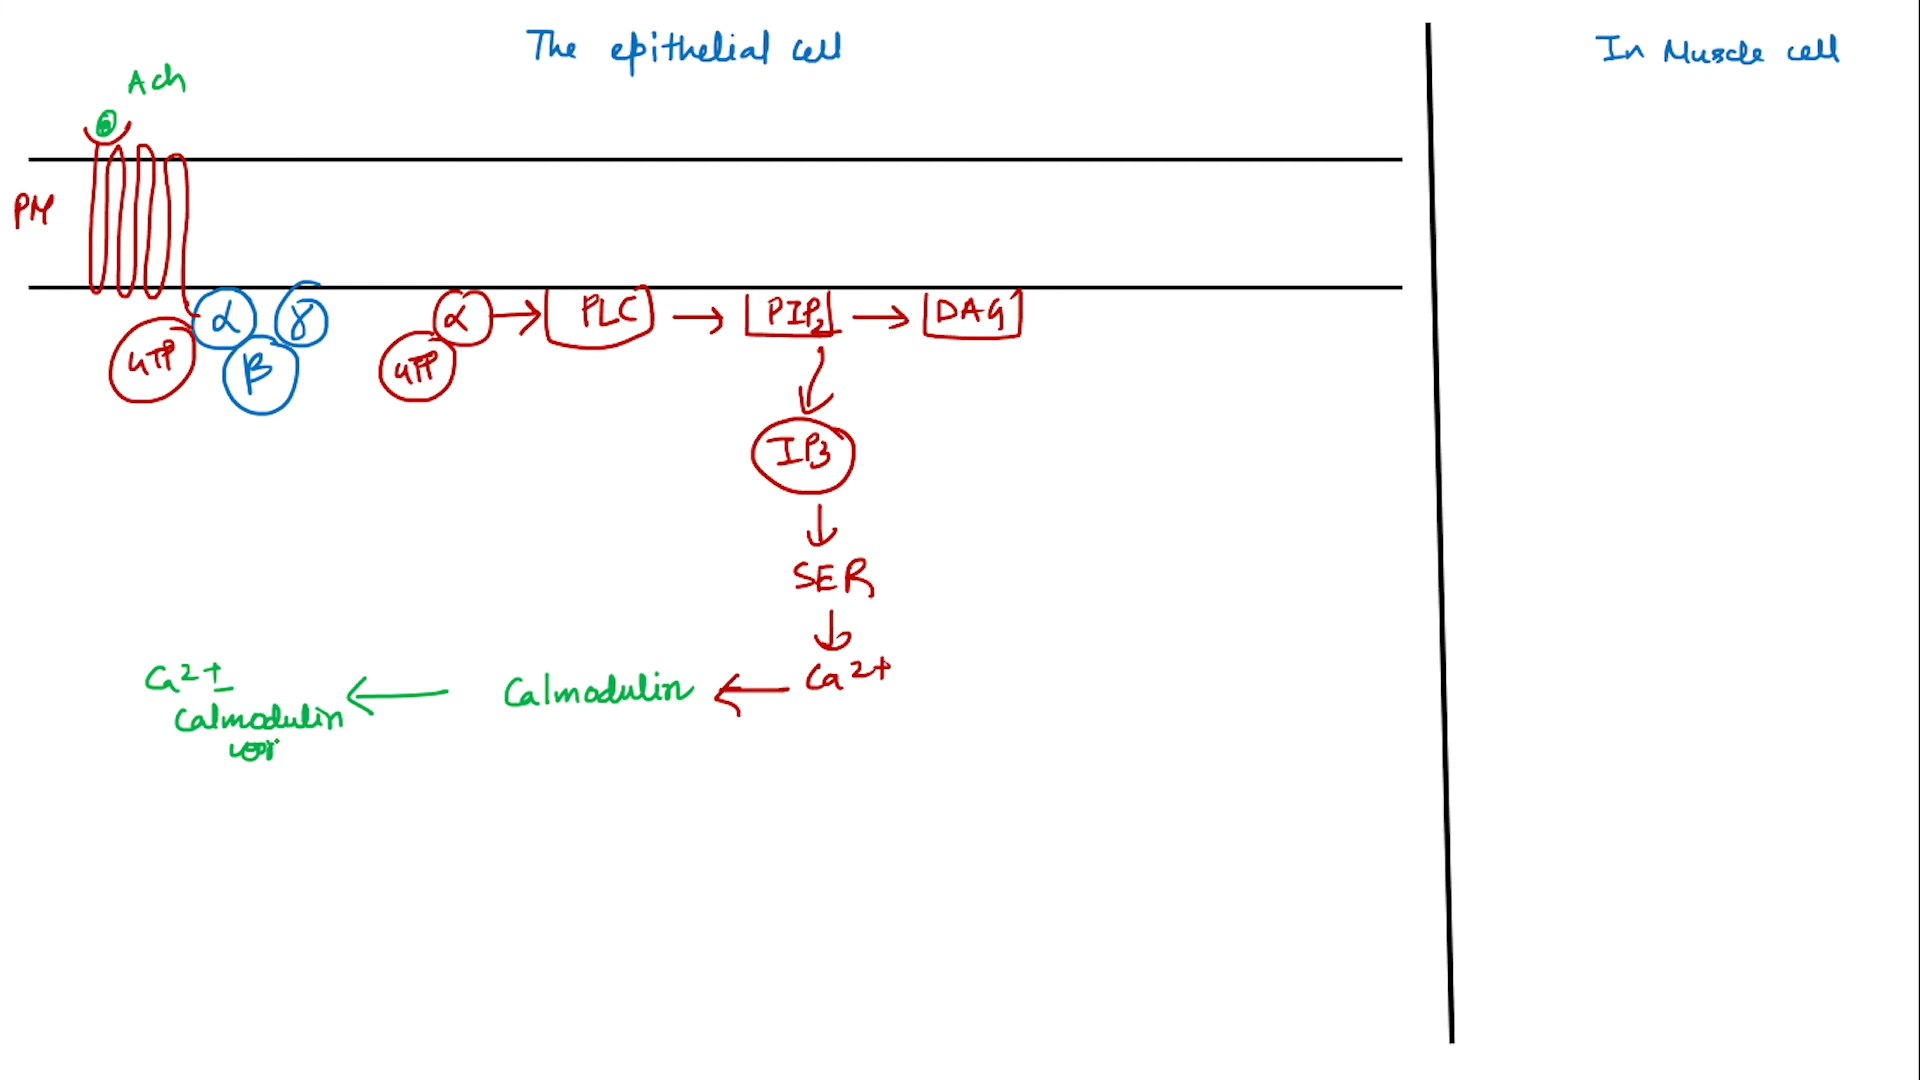 The epithelial cell
In Muscle cell
Ach
PM
α
γ
β
GTP
α
GTP
PLC
PIP₂
DAG
IP3
SER
Ca²⁺
Calmodulin
Ca²⁺-
Calmodulin